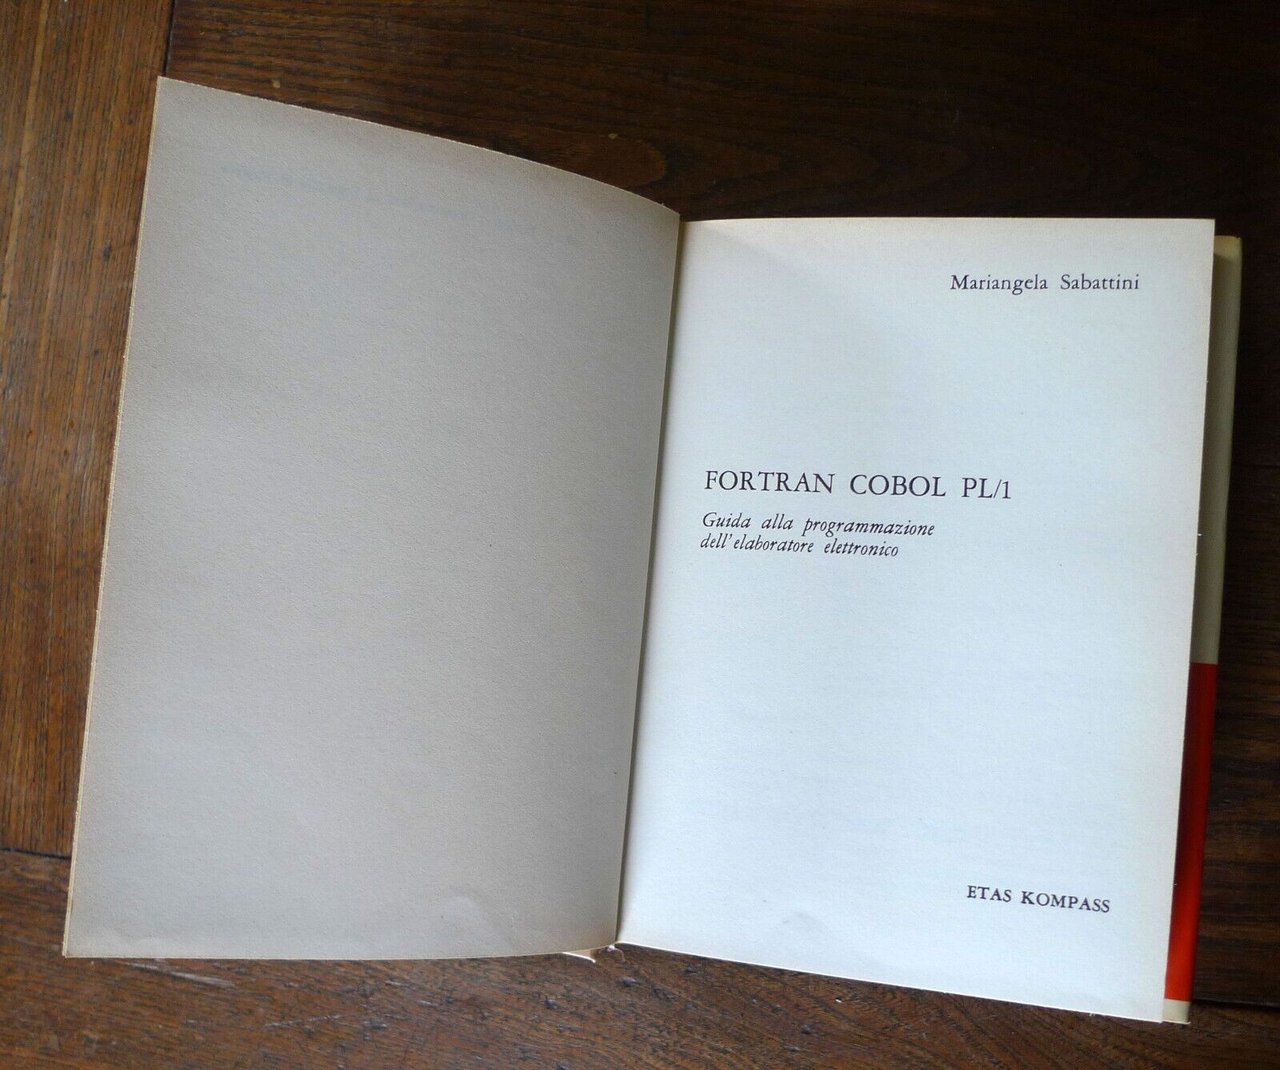 Mariangela Sabattini
FORTRAN COBOL PL/1
Guida alla programmazione
dell'elaboratore elettronico
ETAS KOMPASS